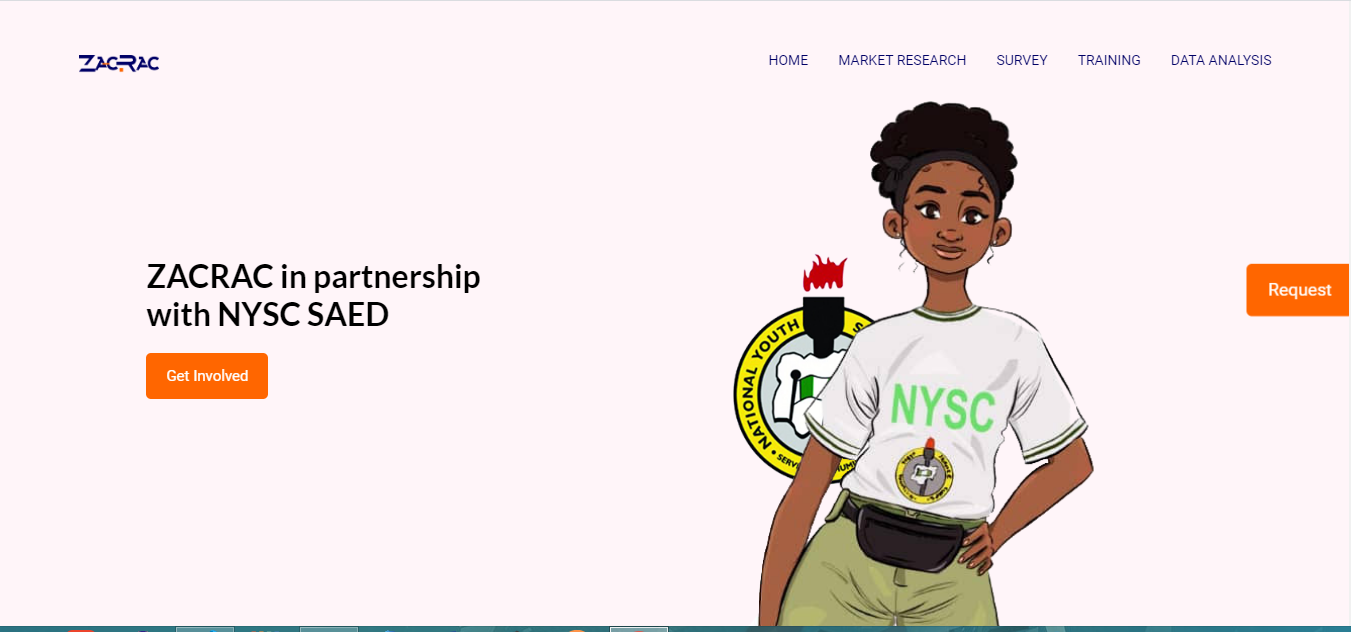 ZACRAC
HOME MARKET RESEARCH SURVEY TRAINING DATA ANALYSIS
ZACRAC in partnership
with NYSC SAED
Get Involved
Request
NATIONAL YOUTH
NYSC